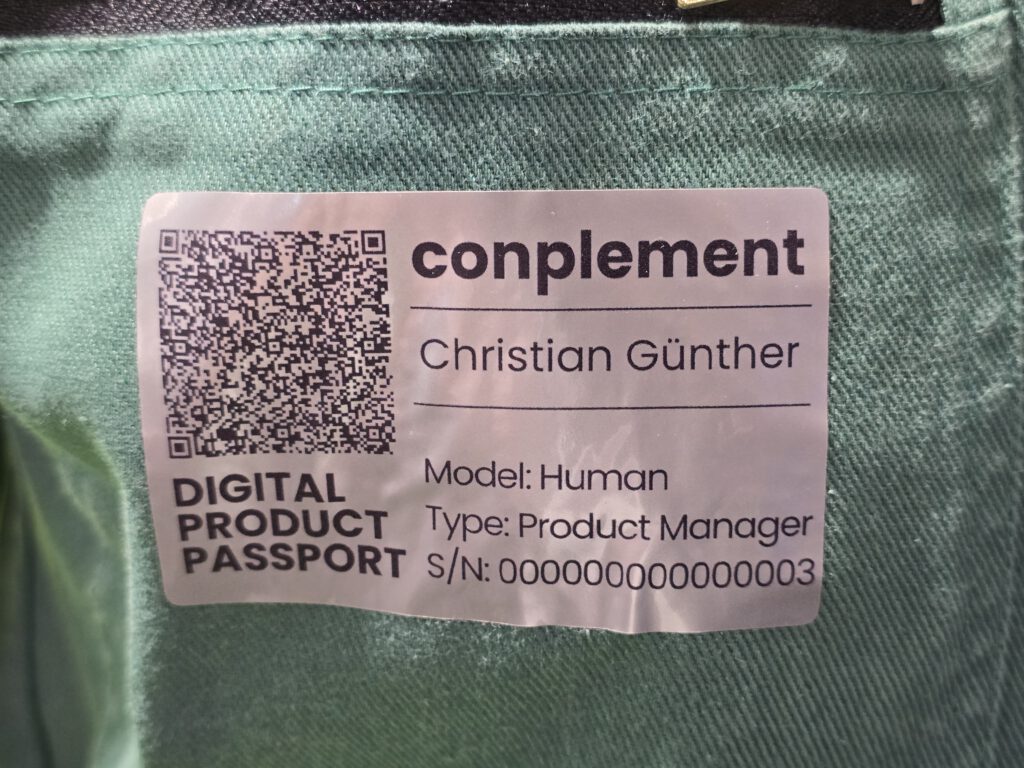 conplement
Christian Günther
DIGITAL
PRODUCT
PASSPORT
Model: Human
Type: Product Manager
S/N: 000000000000003